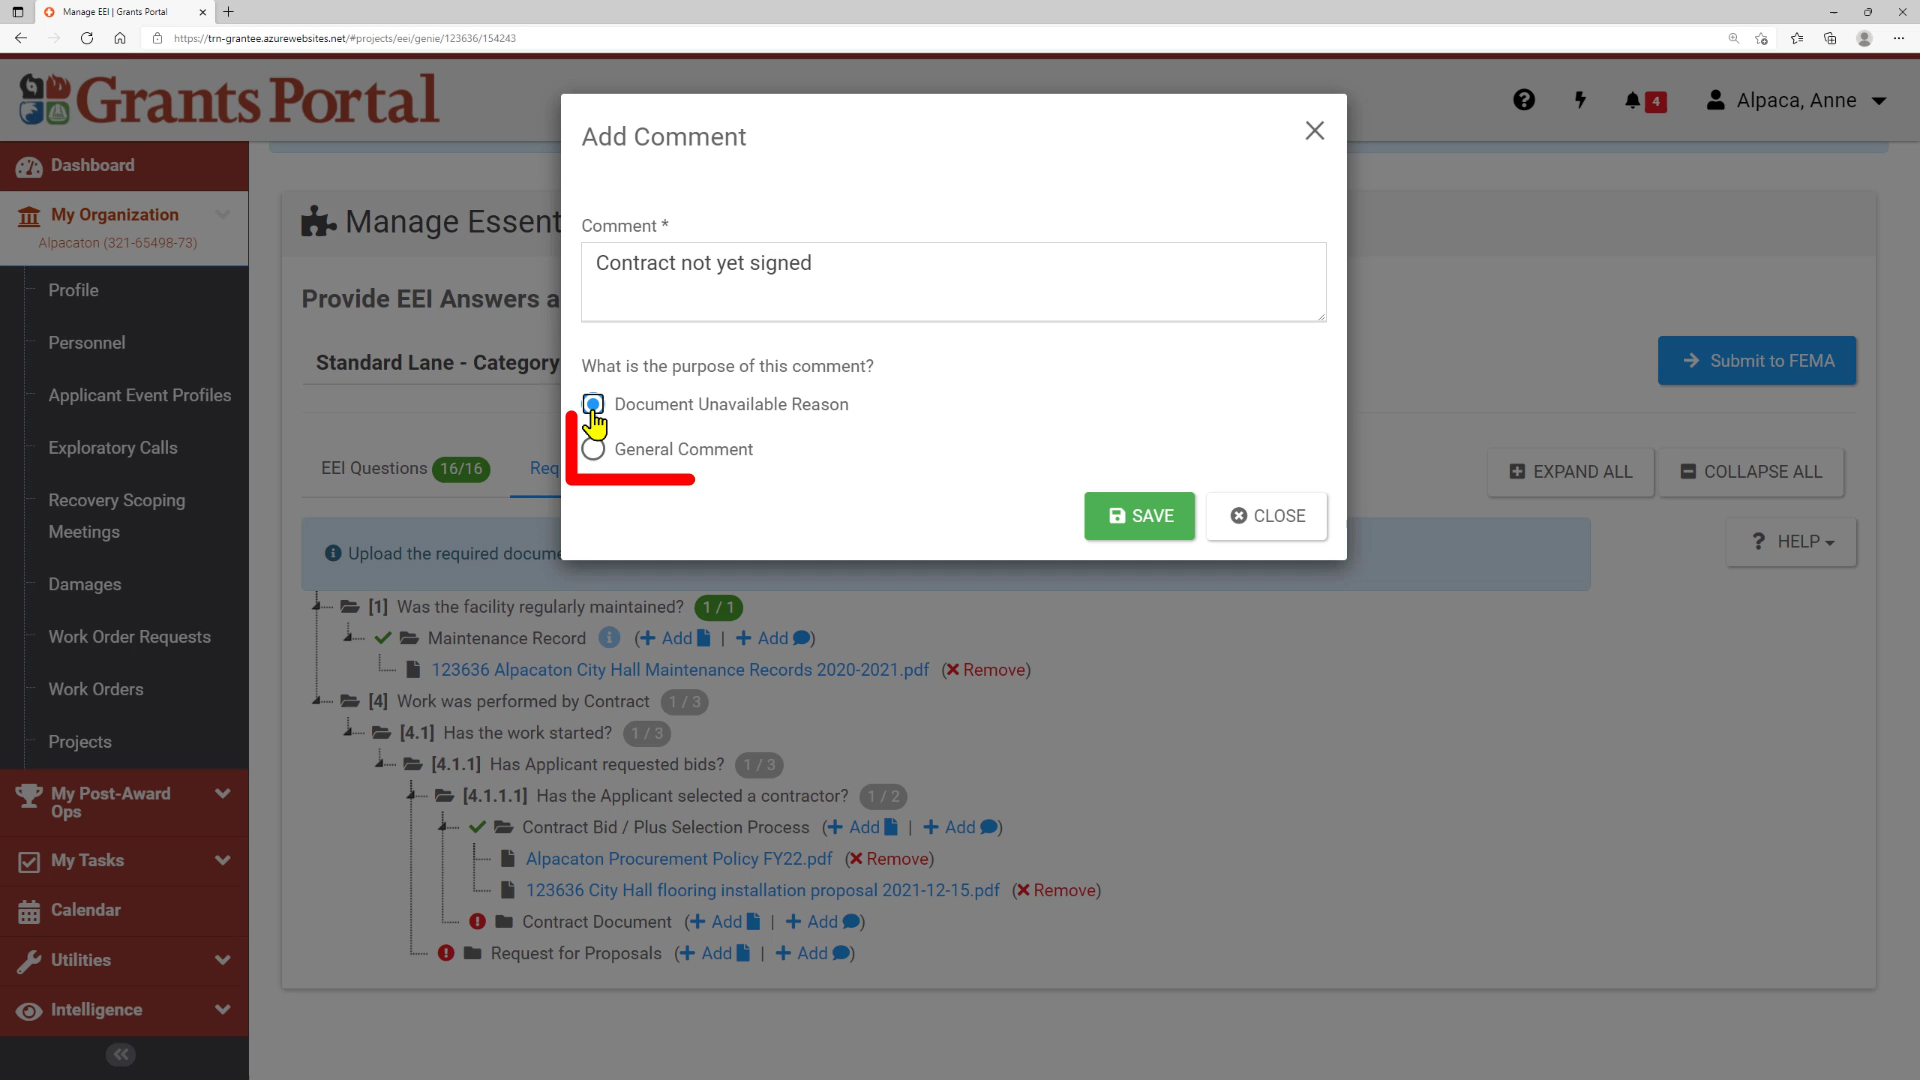 Manage EEI | Grants Portal
https://trn-grantee.azurewebsites.net/#projects/eei/genie/123636/154243
Grants Portal
4
Alpaca, Anne
Dashboard
My Organization
Alpacaton (321-65498-73)
Profile
Personnel
Applicant Event Profiles
Exploratory Calls
Recovery Scoping
Meetings
Damages
Work Order Requests
Work Orders
Projects
My Post-Award
Ops
My Tasks
Calendar
Utilities
Intelligence
Manage Essent
Provide EEI Answers a
Standard Lane - Category
Submit to FEMA
EEI Questions 16/16
Req
EXPAND ALL
COLLAPSE ALL
Upload the required docume
? HELP
Add Comment
Comment *
Contract not yet signed
What is the purpose of this comment?
Document Unavailable Reason
General Comment
SAVE
CLOSE
[1] Was the facility regularly maintained? 1 / 1
Maintenance Record (+ Add | + Add)
123636 Alpacaton City Hall Maintenance Records 2020-2021.pdf (Remove)
[4] Work was performed by Contract 1 / 3
[4.1] Has the work started? 1 / 3
[4.1.1] Has Applicant requested bids? 1 / 3
[4.1.1.1] Has the Applicant selected a contractor? 1 / 2
Contract Bid / Plus Selection Process (+ Add | + Add)
Alpacaton Procurement Policy FY22.pdf (Remove)
123636 City Hall flooring installation proposal 2021-12-15.pdf (Remove)
Contract Document (+ Add | + Add)
Request for Proposals (+ Add | + Add)